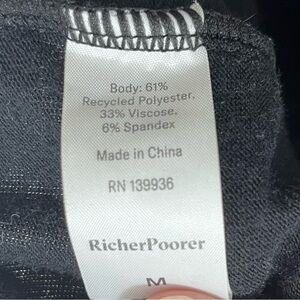 Body: 61%
Recycled Polyester,
33% Viscose,
6% Spandex
Made in China
RN 139936
RicherPoorer
M